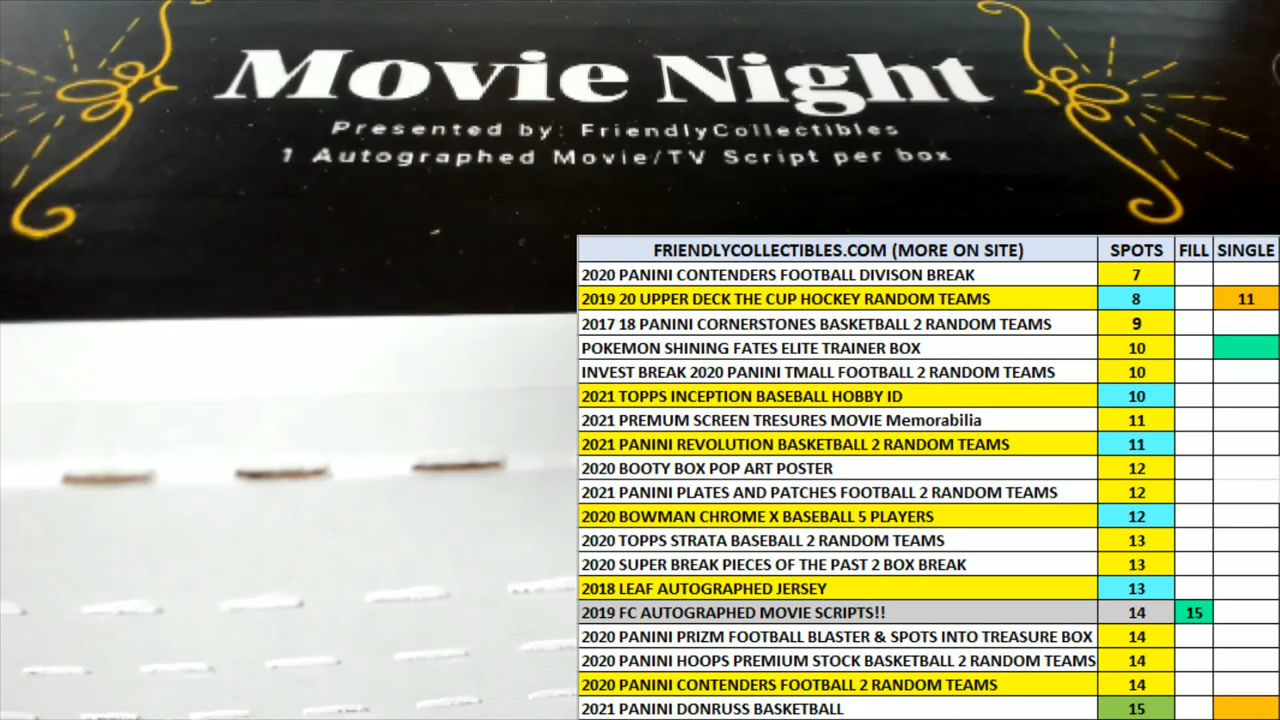 Movie Night
Presented by: FriendlyCollectibles
1 Autographed Movie/TV Script per box
FRIENDLYCOLLECTIBLES.COM (MORE ON SITE) SPOTS FILL SINGLE
2020 PANINI CONTENDERS FOOTBALL DIVISON BREAK 7
2019 20 UPPER DECK THE CUP HOCKEY RANDOM TEAMS 8 11
2017 18 PANINI CORNERSTONES BASKETBALL 2 RANDOM TEAMS 9
POKEMON SHINING FATES ELITE TRAINER BOX 10
INVEST BREAK 2020 PANINI TMALL FOOTBALL 2 RANDOM TEAMS 10
2021 TOPPS INCEPTION BASEBALL HOBBY ID 10
2021 PREMUM SCREEN TRESURES MOVIE Memorabilia 11
2021 PANINI REVOLUTION BASKETBALL 2 RANDOM TEAMS 11
2020 BOOTY BOX POP ART POSTER 12
2021 PANINI PLATES AND PATCHES FOOTBALL 2 RANDOM TEAMS 12
2020 BOWMAN CHROME X BASEBALL 5 PLAYERS 12
2020 TOPPS STRATA BASEBALL 2 RANDOM TEAMS 13
2020 SUPER BREAK PIECES OF THE PAST 2 BOX BREAK 13
2018 LEAF AUTOGRAPHED JERSEY 13
2019 FC AUTOGRAPHED MOVIE SCRIPTS!! 14 15
2020 PANINI PRIZM FOOTBALL BLASTER & SPOTS INTO TREASURE BOX 14
2020 PANINI HOOPS PREMIUM STOCK BASKETBALL 2 RANDOM TEAMS 14
2020 PANINI CONTENDERS FOOTBALL 2 RANDOM TEAMS 14
2021 PANINI DONRUSS BASKETBALL 15